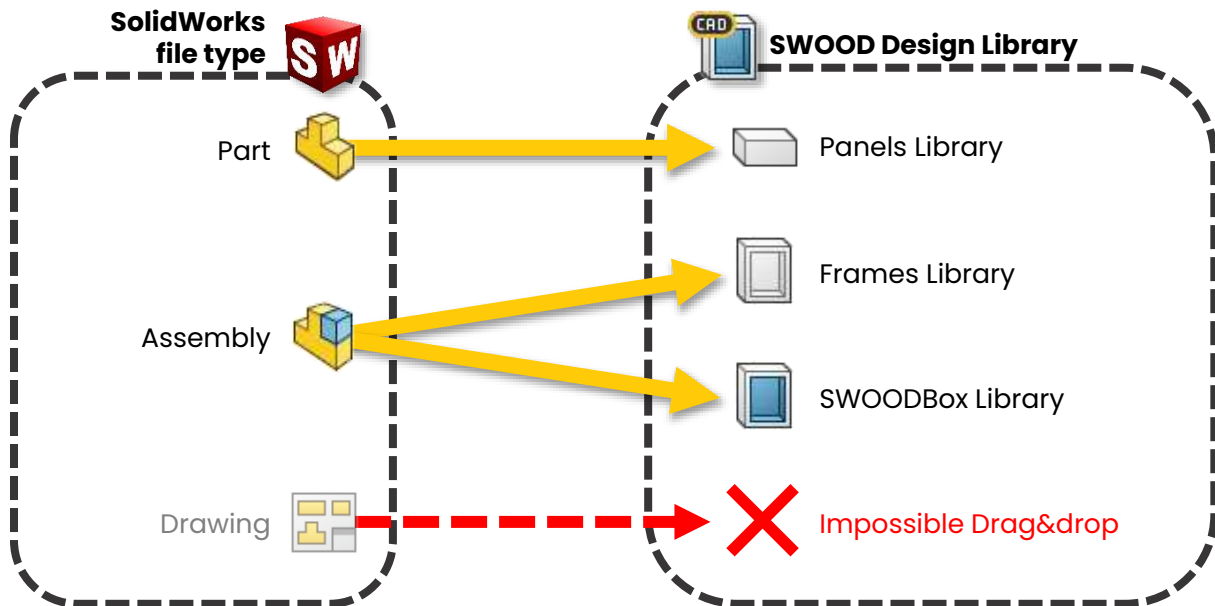 SolidWorks
file type
SW
CAD
SWOOD Design Library
Part
Panels Library
Frames Library
Assembly
SWOODBox Library
Drawing
Impossible Drag&drop